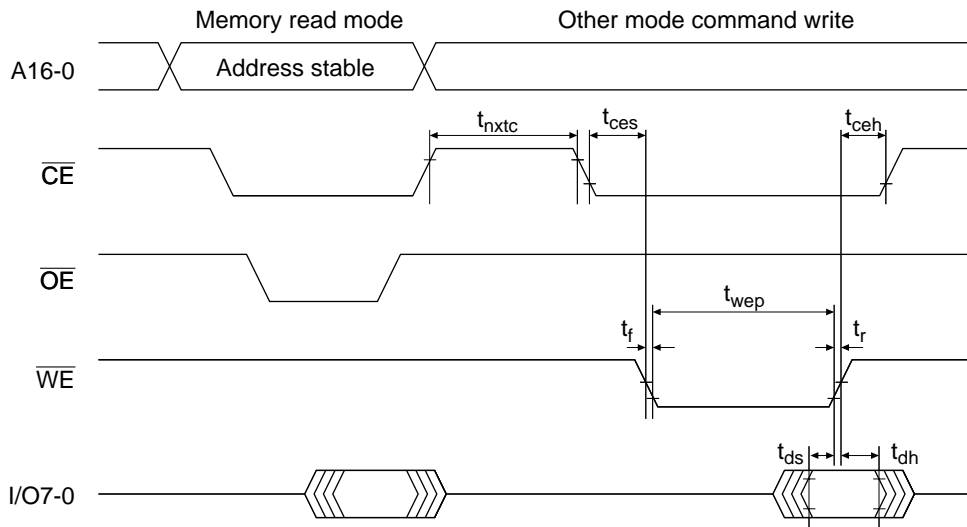 Memory read mode
Other mode command write
A16-0
Address stable
tnxtc
tces
tceh
CE
OE
twep
tf
tr
WE
tds
tdh
I/O7-0